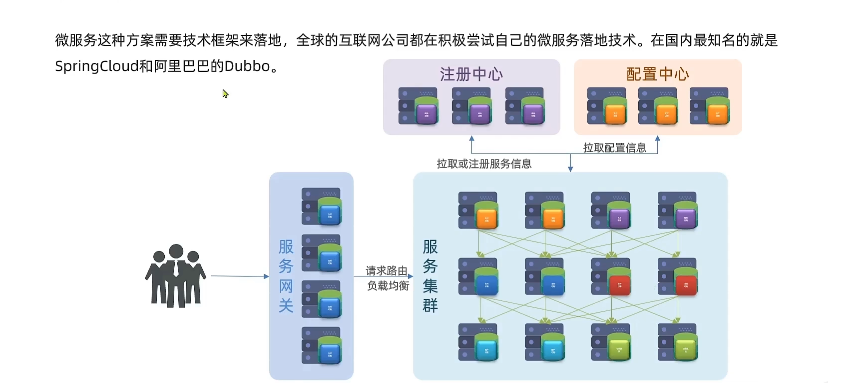 微服务这种方案需要技术框架来落地，全球的互联网公司都在积极尝试自己的微服务落地技术。在国内最知名的就是
SpringCloud和阿里巴巴的Dubbo。
注册中心
配置中心
拉取配置信息
拉取或注册服务信息
服务网关
请求路由
负载均衡
服务集群